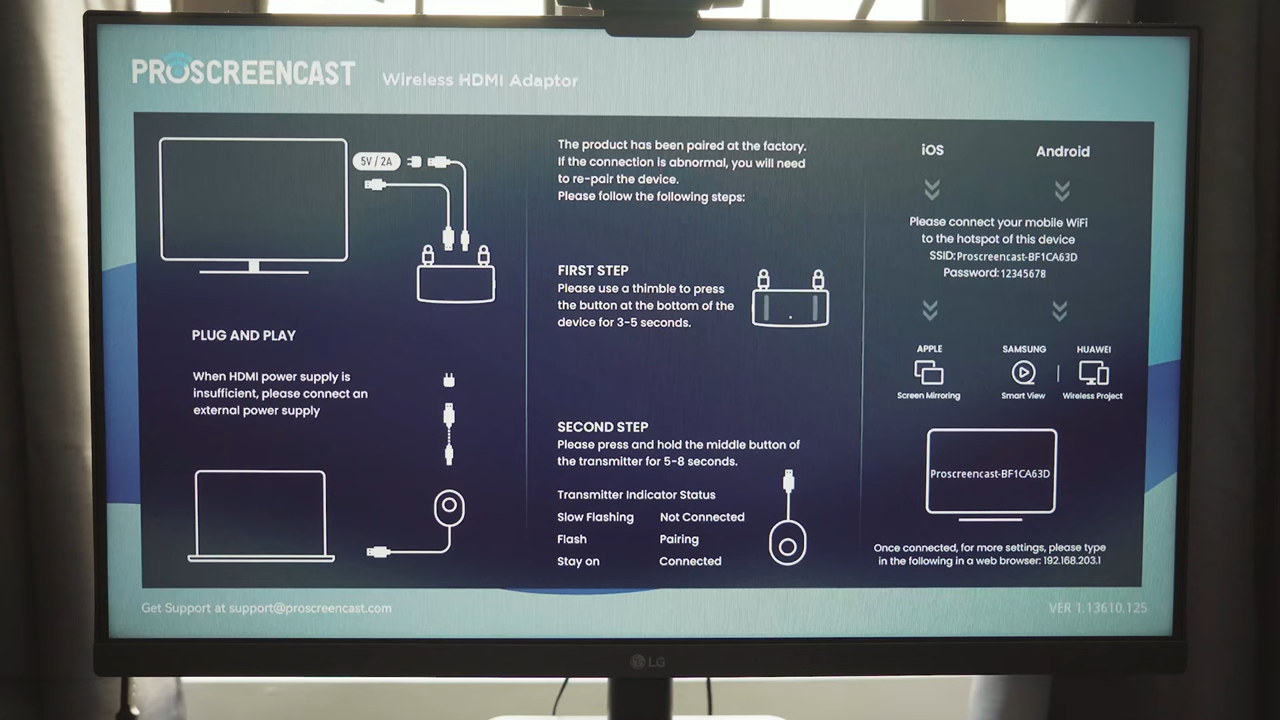 PROSCREENCAST
Wireless HDMI Adaptor
5V / 2A
PLUG AND PLAY
When HDMI power supply is
insufficient, please connect an
external power supply
The product has been paired at the factory.
If the connection is abnormal, you will need
to re-pair the device.
Please follow the following steps:
FIRST STEP
Please use a thimble to press
the button at the bottom of the
device for 3-5 seconds.
SECOND STEP
Please press and hold the middle button of
the transmitter for 5-8 seconds.
Transmitter Indicator Status
Slow Flashing Not Connected
Flash Pairing
Stay on Connected
iOS Android
Please connect your mobile WiFi
to the hotspot of this device
SSID:Proscreencast-BF1CA63D
Password:12345678
APPLE SAMSUNG HUAWEI
Screen Mirroring Smart View Wireless Project
Proscreencast-BF1CA63D
Once connected, for more settings, please type
in the following in a web browser: 192.168.203.1
Get Support at support@proscreencast.com
VER 1.13610.125
LG